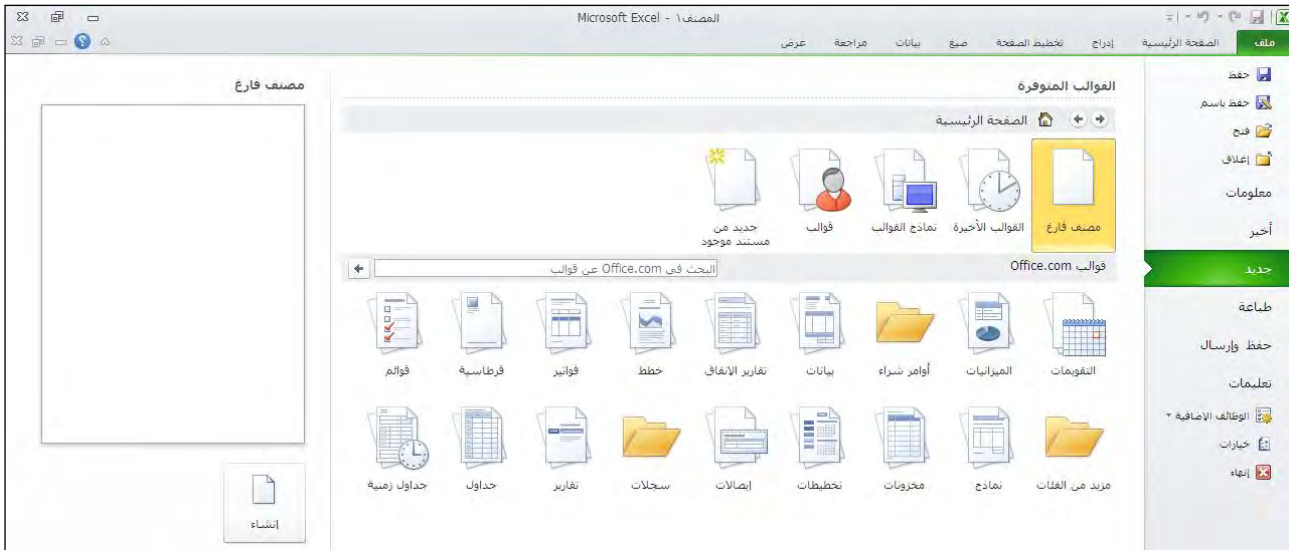 المصنف١ - Microsoft Excel
ملف
الصفحة الرئيسية
إدراج
تخطيط الصفحة
صيغ
بيانات
مراجعة
عرض
حفظ
حفظ باسم
فتح
إغلاق
معلومات
أخير
جديد
طباعة
حفظ وإرسال
تعليمات
الوظائف الإضافية
خيارات
إنهاء
القوالب المتوفرة
الصفحة الرئيسية
مصنف فارغ
القوالب الأخيرة
نماذج القوالب
قوالب
جديد من
مستند موجود
قوالب Office.com
البحث في Office.com عن قوالب
التقويمات
الميزانيات
أوامر شراء
بيانات
تقارير الإنفاق
خطط
فواتير
قرطاسية
قوائم
مزيد من الفئات
نماذج
مخزونات
تخطيطات
إيصالات
سجلات
تقارير
جداول
جداول زمنية
مصنف فارغ
إنشاء